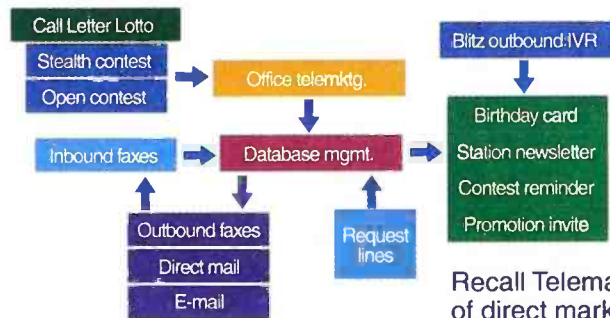 Call Letter Lotto
Stealth contest
Open contest
Office telemktg.
Blitz outbound IVR
Inbound faxes
Database mgmt.
Birthday card
Station newsletter
Contest reminder
Promotion invite
Outbound faxes
Direct mail
E-mail
Request
lines
Recall Telema
of direct mark